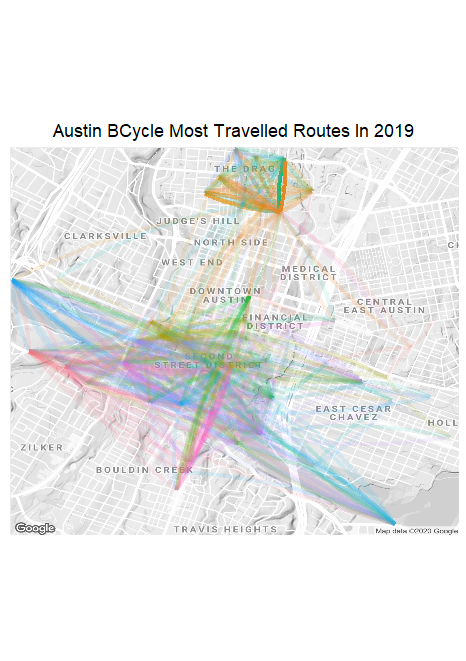 Austin BCycle Most Travelled Routes In 2019
THE DRAG
JUDGE'S HILL
CLARKSVILLE
NORTH SIDE
WEST END
MEDICAL
DISTRICT
DOWNTOWN
AUSTIN
CENTRAL
EAST AUSTIN
FINANCIAL
DISTRICT
SECOND
STREET DISTRICT
EAST CESAR
CHAVEZ
HOLL
ZILKER
BOULDIN CREEK
TRAVIS HEIGHTS
Google
Map data ©2020 Google